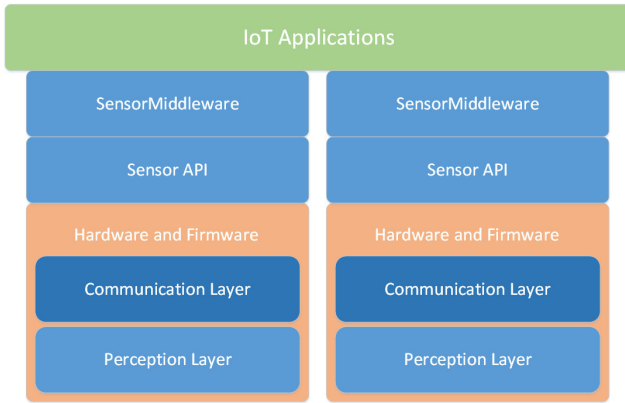 IoT Applications
SensorMiddleware
SensorMiddleware
Sensor API
Sensor API
Hardware and Firmware
Hardware and Firmware
Communication Layer
Communication Layer
Perception Layer
Perception Layer